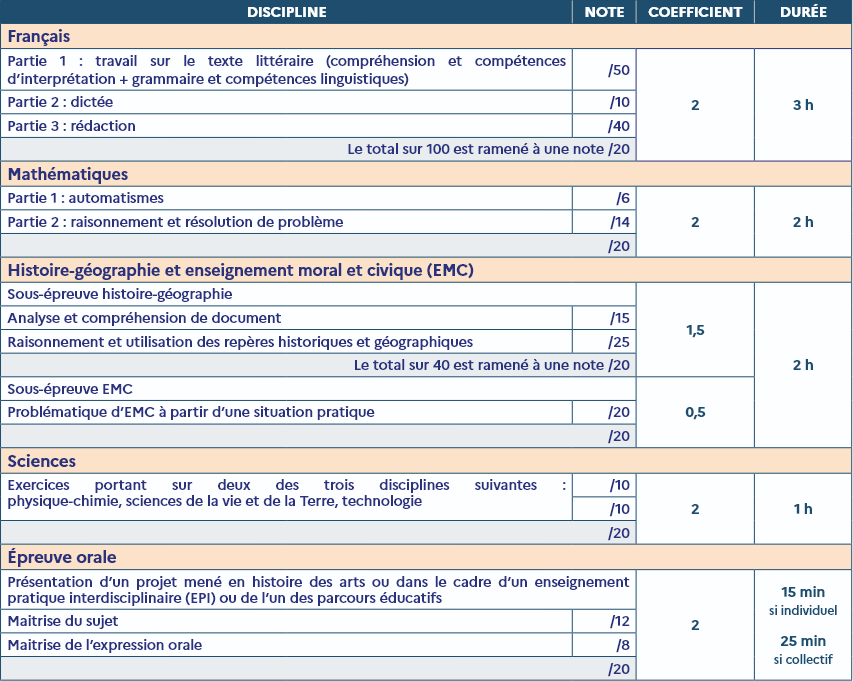 DISCIPLINE NOTE COEFFICIENT DURÉE
Français
Partie 1 : travail sur le texte littéraire (compréhension et compétences
d’interprétation + grammaire et compétences linguistiques)
/50
Partie 2 : dictée /10
2 3 h
Partie 3 : rédaction /40
Le total sur 100 est ramené à une note /20
Mathématiques
Partie 1 : automatismes /6
Partie 2 : raisonnement et résolution de problème /14
2 2 h
/20
Histoire-géographie et enseignement moral et civique (EMC)
Sous-épreuve histoire-géographie
Analyse et compréhension de document /15
1,5
Raisonnement et utilisation des repères historiques et géographiques /25
Le total sur 40 est ramené à une note /20
2 h
Sous-épreuve EMC
Problématique d’EMC à partir d’une situation pratique /20
0,5
/20
Sciences
Exercices portant sur deux des trois disciplines suivantes : /10
physique-chimie, sciences de la vie et de la Terre, technologie
/10
2 1 h
/20
Épreuve orale
Présentation d’un projet mené en histoire des arts ou dans le cadre d’un enseignement
pratique interdisciplinaire (EPI) ou de l’un des parcours éducatifs
Maitrise du sujet /12
Maitrise de l’expression orale /8
/20
2
15 min
si individuel
25 min
si collectif